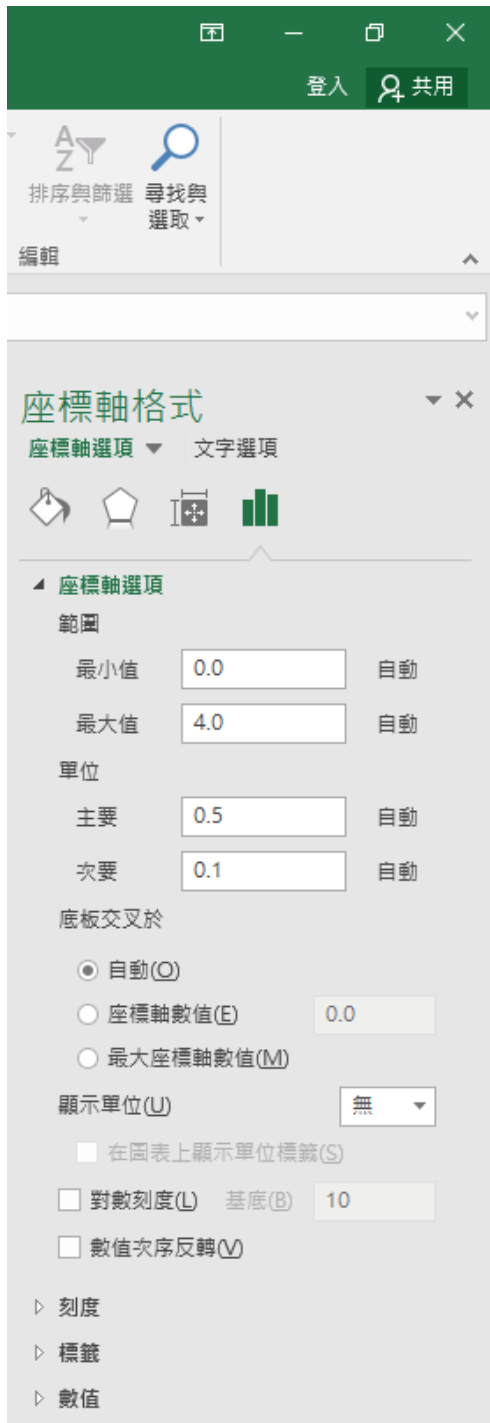 登入 共用
A
Z
排序與篩選 尋找與
選取
編輯
座標軸格式
座標軸選項 文字選項
座標軸選項
範圍
最小值 0.0 自動
最大值 4.0 自動
單位
主要 0.5 自動
次要 0.1 自動
底板交叉於
自動(O)
座標軸數值(E) 0.0
最大座標軸數值(M)
顯示單位(U) 無
在圖表上顯示單位標籤(S)
對數刻度(L) 基底(B) 10
數值次序反轉(V)
刻度
標籤
數值